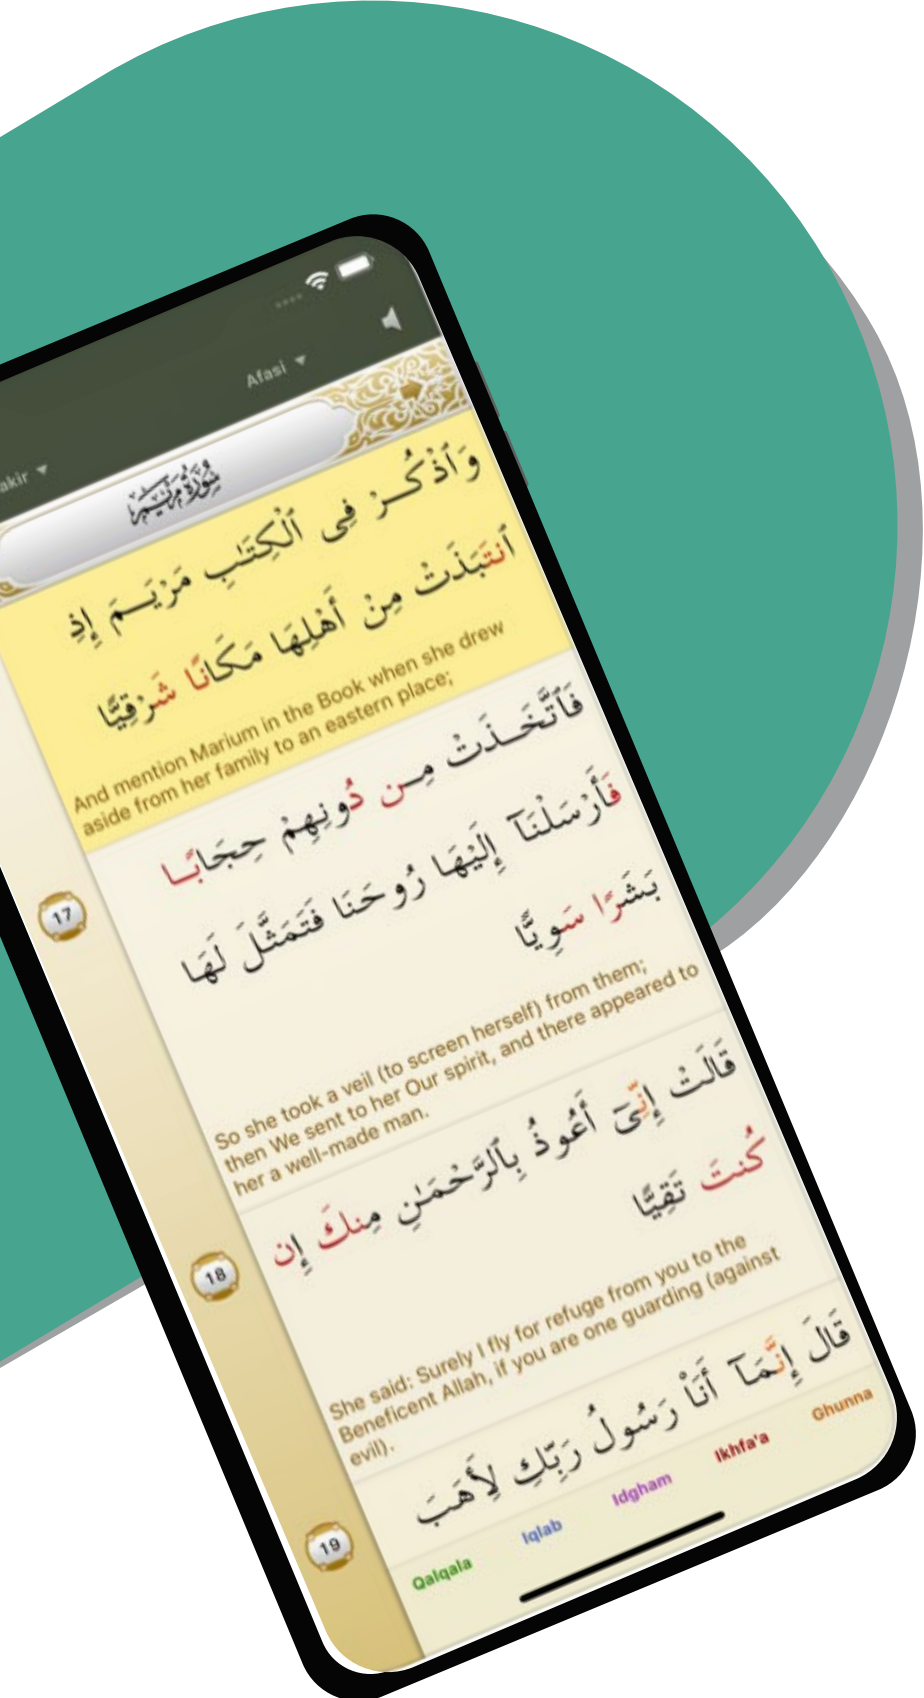 Afasi
akir
سُورَةُ مَرْيَم
وَٱذْكُرْ فِى ٱلْكِتَٰبِ مَرْيَمَ إِذِ
ٱنتَبَذَتْ مِنْ أَهْلِهَا مَكَانًا شَرْقِيًّا
And mention Marium in the Book when she drew
aside from her family to an eastern place;
17
فَٱتَّخَذَتْ مِن دُونِهِمْ حِجَابًا
فَأَرْسَلْنَآ إِلَيْهَا رُوحَنَا فَتَمَثَّلَ لَهَا
بَشَرًا سَوِيًّا
So she took a veil (to screen herself) from them;
then We sent to her Our spirit, and there appeared to
her a well-made man.
18
قَالَتْ إِنِّىٓ أَعُوذُ بِٱلرَّحْمَٰنِ مِنكَ إِن
كُنتَ تَقِيًّا
She said: Surely I fly for refuge from you to the
Beneficent Allah, if you are one guarding (against
evil).
19
قَالَ إِنَّمَآ أَنَا۠ رَسُولُ رَبِّكِ لِأَهَبَ
Qalqala Iqlab Idgham Ikhfa'a Ghunna